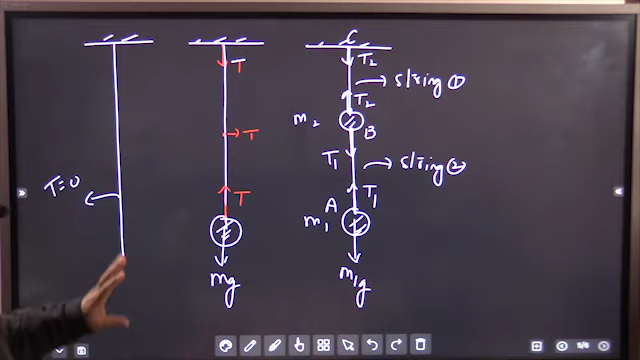 T=0
T
T
T
mg
C
T₂
string ①
T₂
m₂
B
T₁
string ②
T₁
A
m₁
m₁g